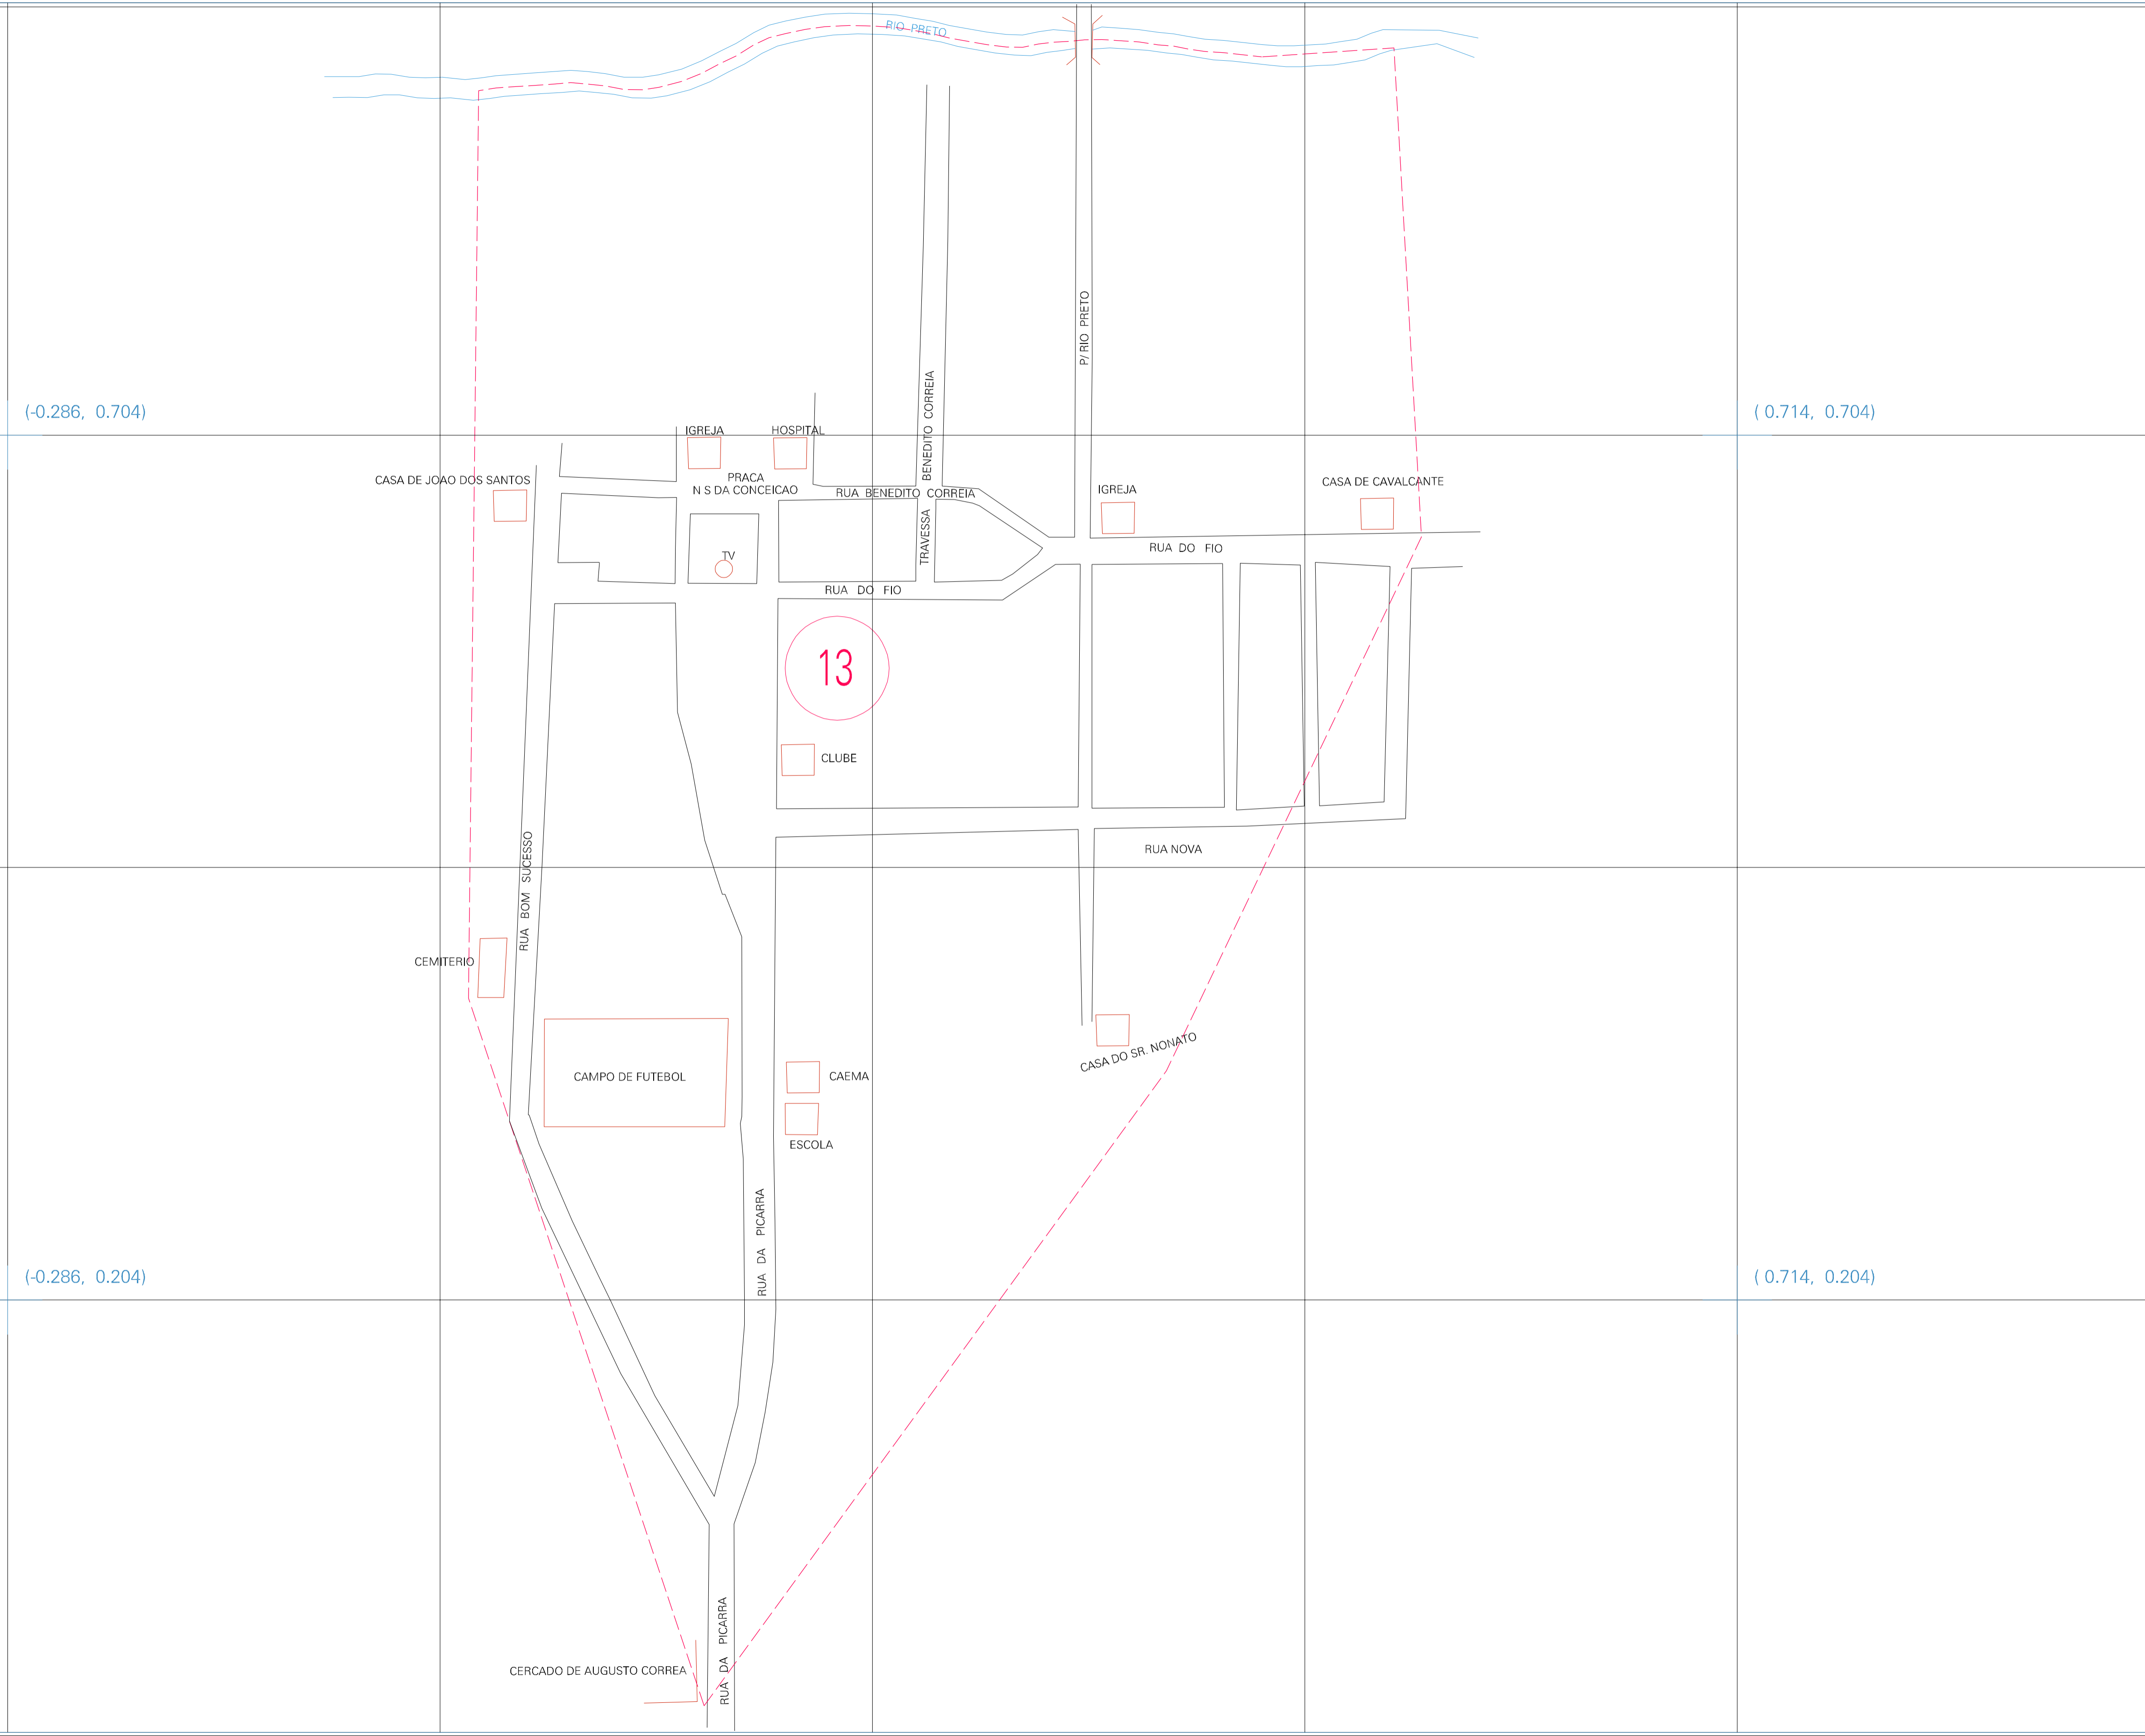 RIO PRETO
P/ RIO PRETO
(-0.286, 0.704)
( 0.714, 0.704)
IGREJA
HOSPITAL
TRAVESSA BENEDITO CORREIA
CASA DE JOAO DOS SANTOS
PRACA
N S DA CONCEICAO
RUA BENEDITO CORREIA
IGREJA
CASA DE CAVALCANTE
TV
RUA DO FIO
RUA DO FIO
13
CLUBE
RUA BOM SUCESSO
RUA NOVA
CEMITERIO
CASA DO SR. NONATO
CAMPO DE FUTEBOL
CAEMA
ESCOLA
RUA DA PICARRA
(-0.286, 0.204)
( 0.714, 0.204)
CERCADO DE AUGUSTO CORREA
RUA DA PICARRA